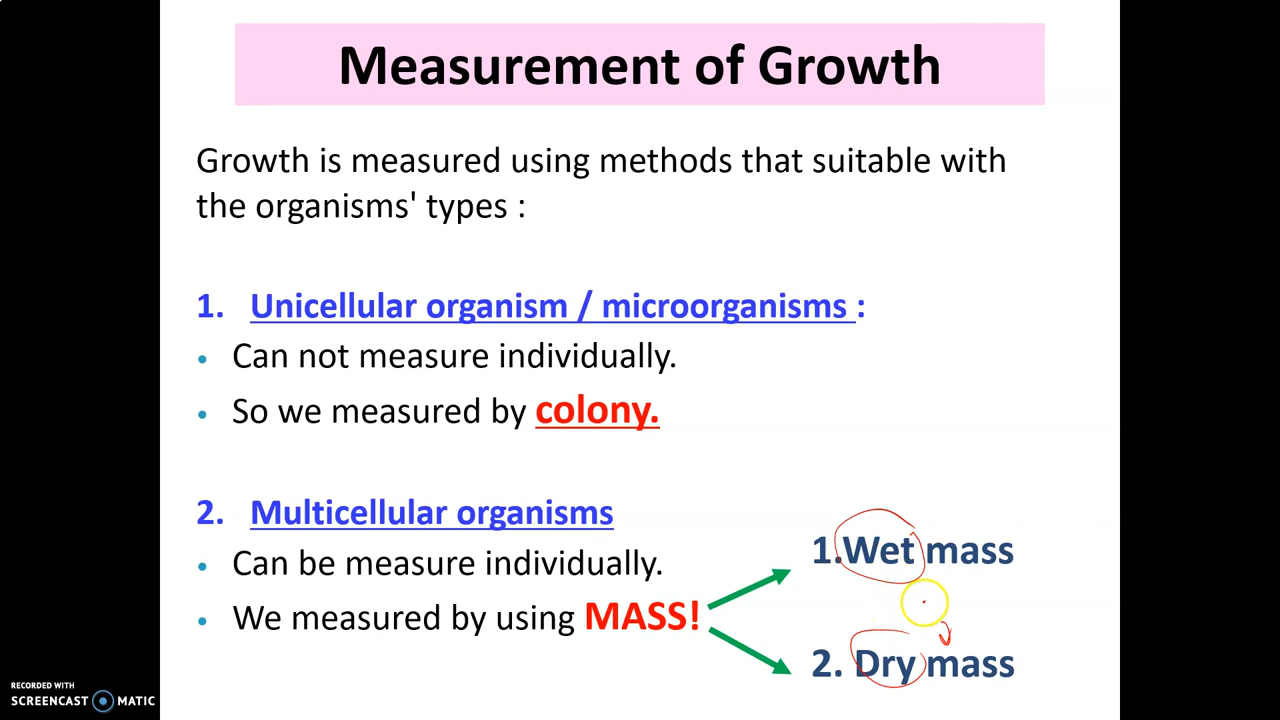 Measurement of Growth
Growth is measured using methods that suitable with
the organisms' types :
1. Unicellular organism / microorganisms :
• Can not measure individually.
• So we measured by colony.
2. Multicellular organisms
• Can be measure individually.
• We measured by using MASS!
1.Wet mass
2. Dry mass
RECORDED WITH
SCREENCAST MATIC